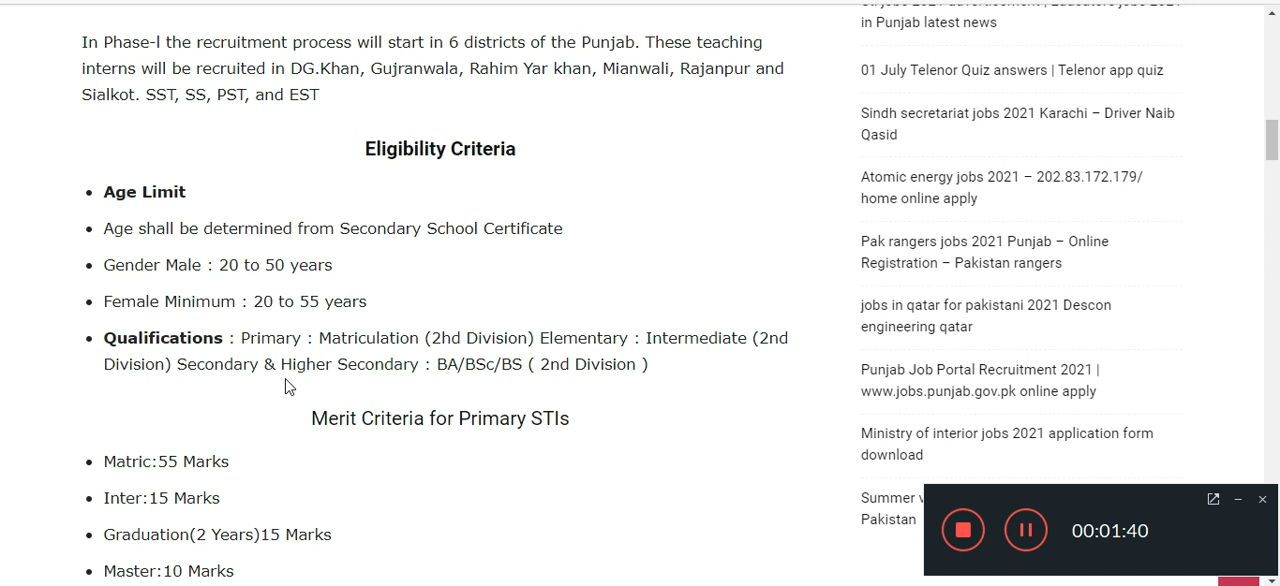 In Phase-I the recruitment process will start in 6 districts of the Punjab. These teaching
interns will be recruited in DG.Khan, Gujranwala, Rahim Yar khan, Mianwali, Rajanpur and
Sialkot. SST, SS, PST, and EST
Eligibility Criteria
Age Limit
Age shall be determined from Secondary School Certificate
Gender Male : 20 to 50 years
Female Minimum : 20 to 55 years
Qualifications : Primary : Matriculation (2hd Division) Elementary : Intermediate (2nd
Division) Secondary & Higher Secondary : BA/BSc/BS ( 2nd Division )
Merit Criteria for Primary STIs
Matric:55 Marks
Inter:15 Marks
Graduation(2 Years)15 Marks
Master:10 Marks
in Punjab latest news
01 July Telenor Quiz answers | Telenor app quiz
Sindh secretariat jobs 2021 Karachi – Driver Naib
Qasid
Atomic energy jobs 2021 – 202.83.172.179/
home online apply
Pak rangers jobs 2021 Punjab – Online
Registration – Pakistan rangers
jobs in qatar for pakistani 2021 Descon
engineering qatar
Punjab Job Portal Recruitment 2021 |
www.jobs.punjab.gov.pk online apply
Ministry of interior jobs 2021 application form
download
Summer
Pakistan
00:01:40